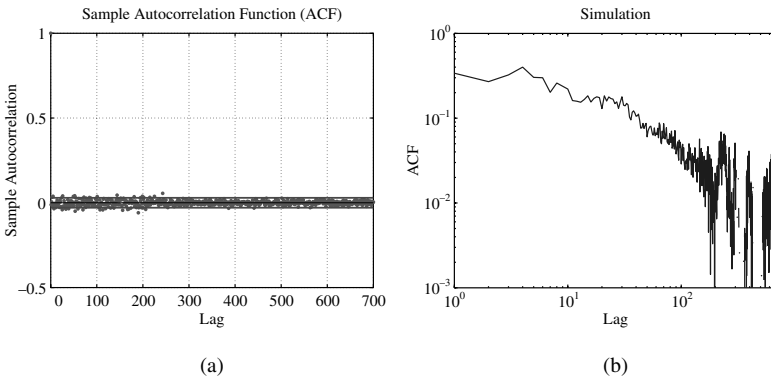 Sample Autocorrelation Function (ACF)
1
0.5
0
−0.5
Sample Autocorrelation
0 100 200 300 400 500 600 700
Lag
(a)
Simulation
10^0
10^−1
10^−2
10^−3
ACF
10^0 10^1 10^2
Lag
(b)